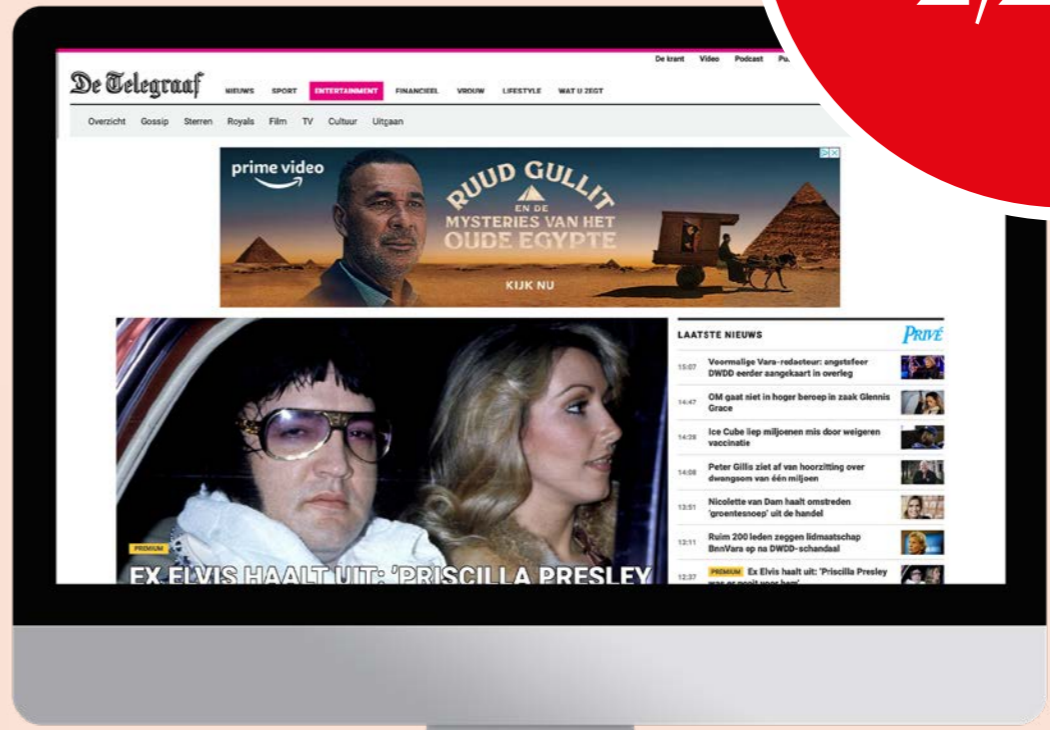 De krant Video Podcast
De Telegraaf
NIEUWS SPORT ENTERTAINMENT FINANCIEEL VROUW LIFESTYLE WAT U ZEGT
Overzicht Gossip Sterren Royals Film TV Cultuur Uitgaan
prime video
RUUD GULLIT
EN DE
MYSTERIES VAN HET
OUDE EGYPTE
KIJK NU
PREMIUM
EX ELVIS HAALT UIT: 'PRISCILLA PRESLEY
LAATSTE NIEUWS PRIVÉ
15:07 Voormalige Vara-redacteur: angstsfeer
DWDD eerder aangekaart in overleg
14:47 OM gaat niet in hoger beroep in zaak Glennis
Grace
14:28 Ice Cube liep miljoenen mis door weigeren
vaccinatie
14:08 Peter Gillis ziet af van hoorzitting over
dwangsom van één miljoen
13:51 Nicolette van Dam haalt omstreden
'groentesnoep' uit de handel
13:11 Ruim 200 leden zeggen lidmaatschap
BnnVara op na DWDD-schandaal
12:37 PREMIUM Ex Elvis haalt uit: 'Priscilla Presley
was er nooit voor hem'